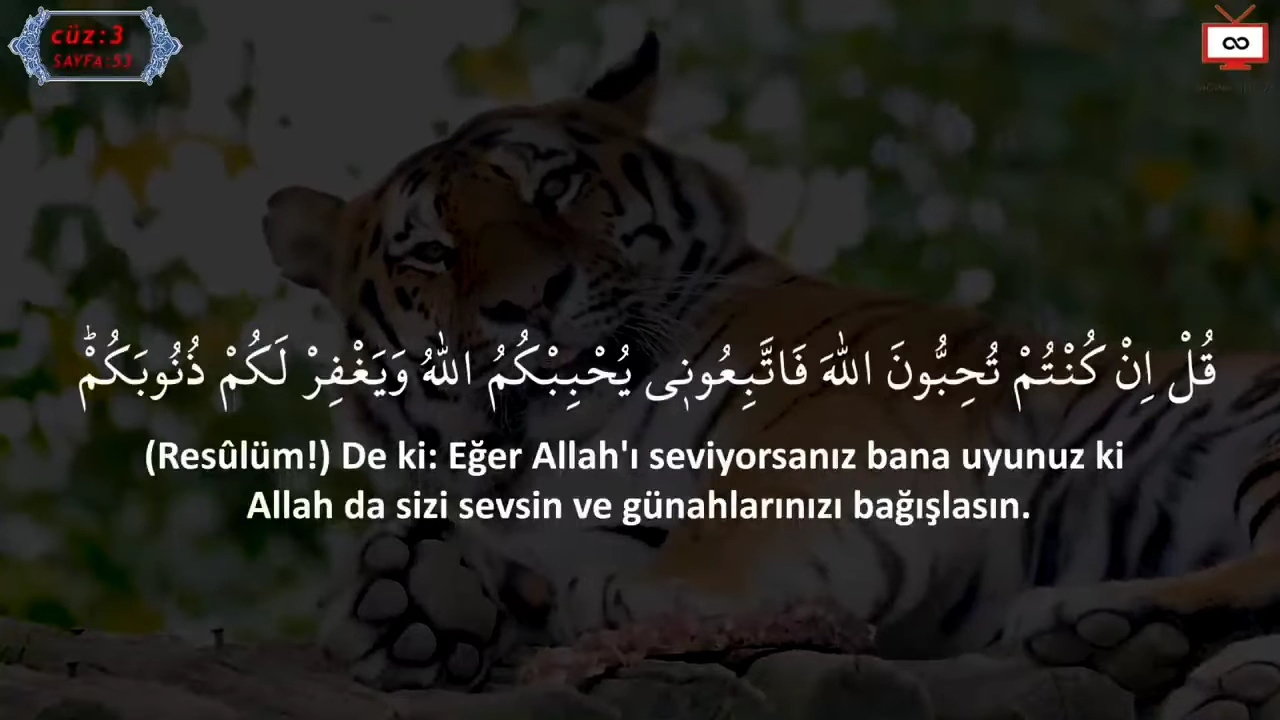 cüz:3
SAYFA:53
قُلْ اِنْ كُنْتُمْ تُحِبُّونَ اللّٰهَ فَاتَّبِعُونٖى يُحْبِبْكُمُ اللّٰهُ وَيَغْفِرْ لَكُمْ ذُنُوبَكُمْؕ
(Resûlüm!) De ki: Eğer Allah'ı seviyorsanız bana uyunuz ki
Allah da sizi sevsin ve günahlarınızı bağışlasın.